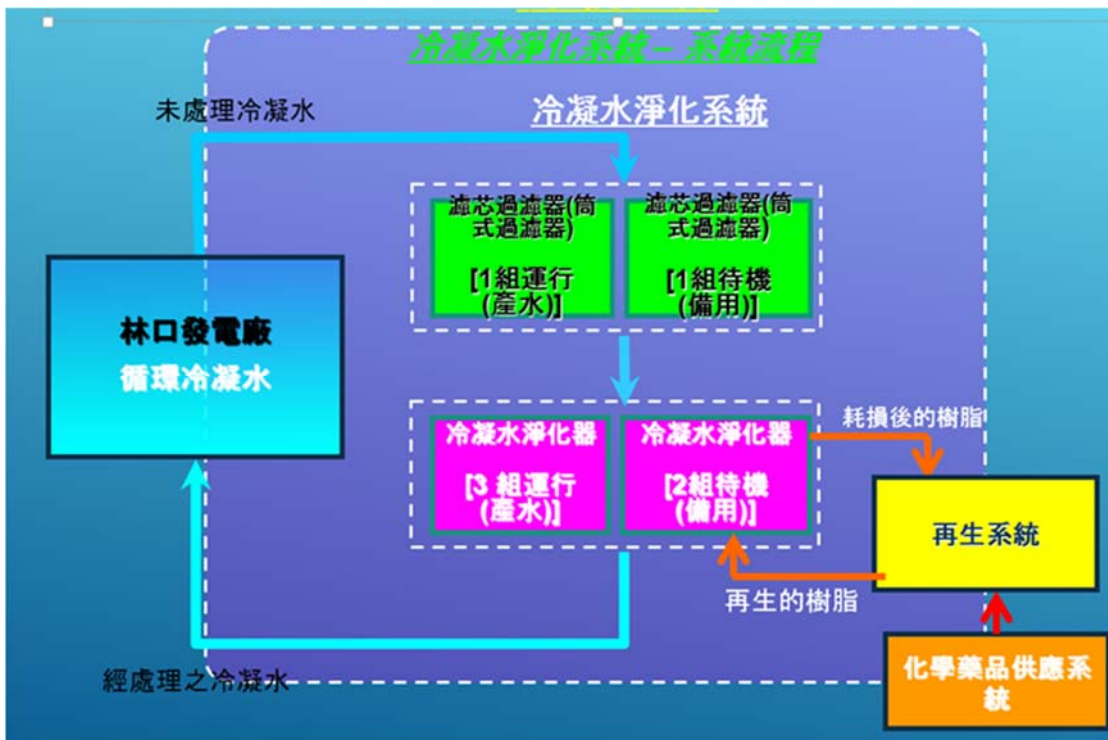 冷凝水淨化系統 – 系統流程
未處理冷凝水
冷凝水淨化系統
濾芯過濾器(筒
式過濾器)
[1組運行
(產水)]
濾芯過濾器(筒
式過濾器)
[1組待機
(備用)]
林口發電廠
循環冷凝水
冷凝水淨化器
[3 組運行
(產水)]
冷凝水淨化器
[2組待機
(備用)]
耗損後的樹脂
再生系統
再生的樹脂
化學藥品供應系
統
經處理之冷凝水